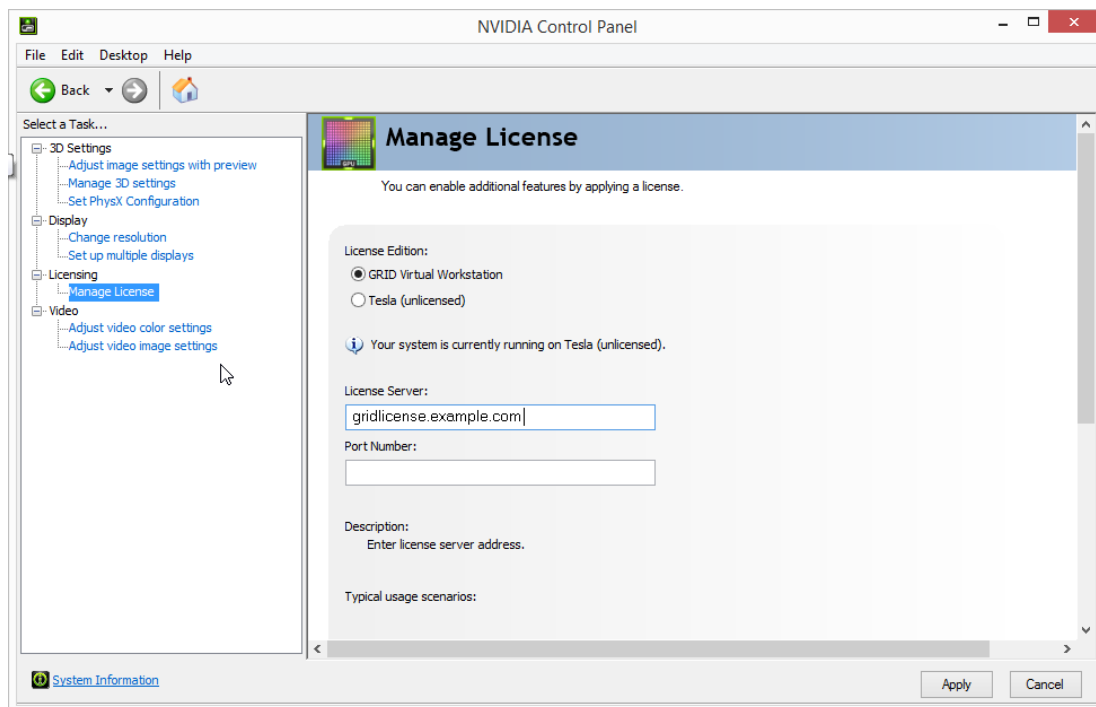 NVIDIA Control Panel
File Edit Desktop Help
Back
Select a Task...
3D Settings
Adjust image settings with preview
Manage 3D settings
Set PhysX Configuration
Display
Change resolution
Set up multiple displays
Licensing
Manage License
Video
Adjust video color settings
Adjust video image settings
System Information
GPU
Manage License
You can enable additional features by applying a license.
License Edition:
GRID Virtual Workstation
Tesla (unlicensed)
Your system is currently running on Tesla (unlicensed).
License Server:
gridlicense.example.com
Port Number:
Description:
Enter license server address.
Typical usage scenarios:
Apply Cancel